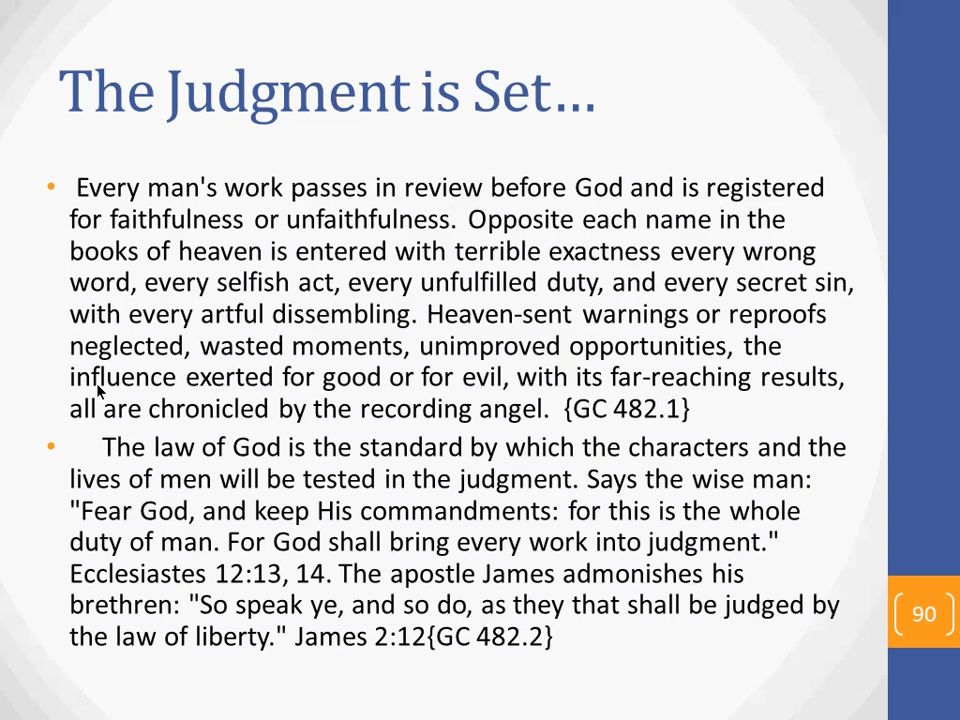 The Judgment is Set...
• Every man's work passes in review before God and is registered
for faithfulness or unfaithfulness. Opposite each name in the
books of heaven is entered with terrible exactness every wrong
word, every selfish act, every unfulfilled duty, and every secret sin,
with every artful dissembling. Heaven-sent warnings or reproofs
neglected, wasted moments, unimproved opportunities, the
influence exerted for good or for evil, with its far-reaching results,
all are chronicled by the recording angel. {GC 482.1}
• The law of God is the standard by which the characters and the
lives of men will be tested in the judgment. Says the wise man:
"Fear God, and keep His commandments: for this is the whole
duty of man. For God shall bring every work into judgment."
Ecclesiastes 12:13, 14. The apostle James admonishes his
brethren: "So speak ye, and so do, as they that shall be judged by
the law of liberty." James 2:12{GC 482.2}
90